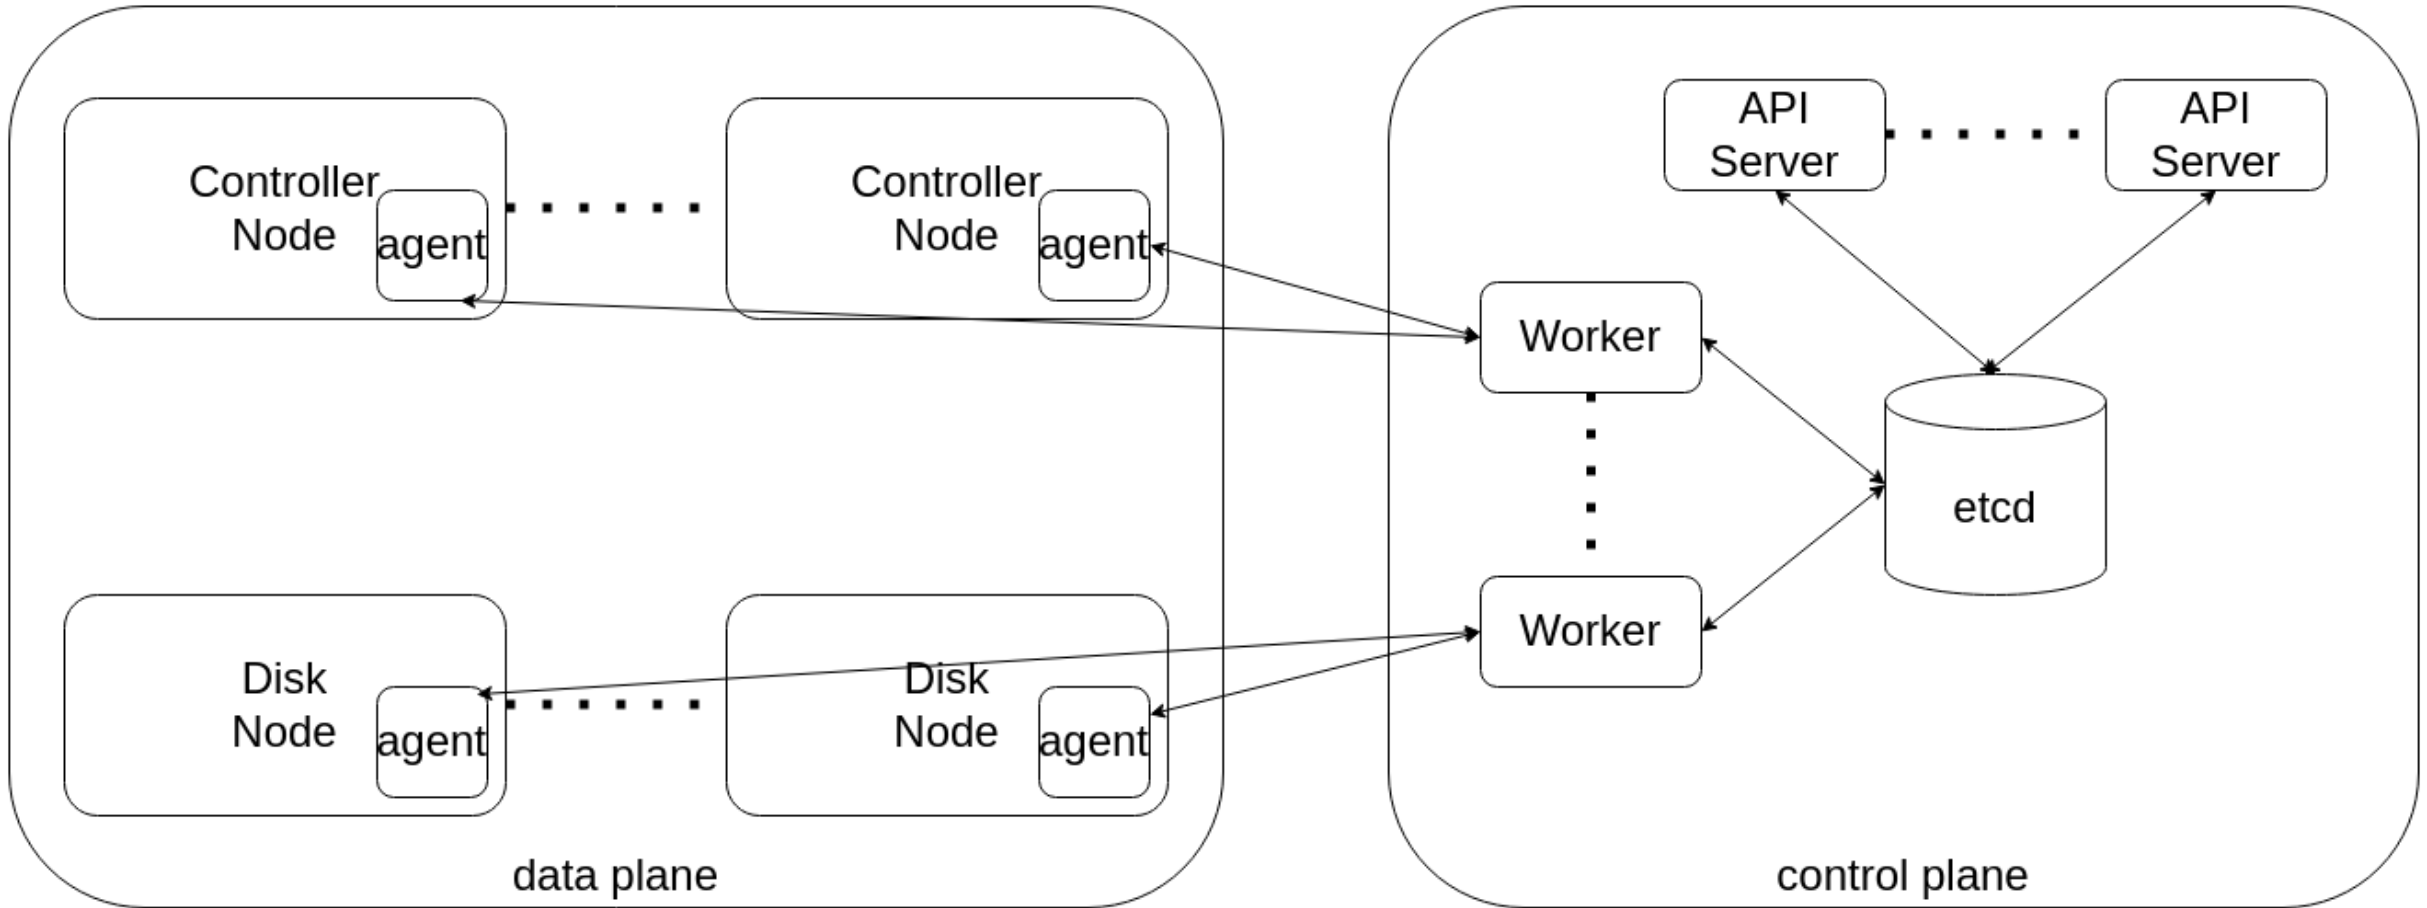 Controller
Node
agent
Controller
Node
agent
Disk
Node
agent
Disk
Node
agent
data plane
API
Server
API
Server
Worker
etcd
Worker
control plane